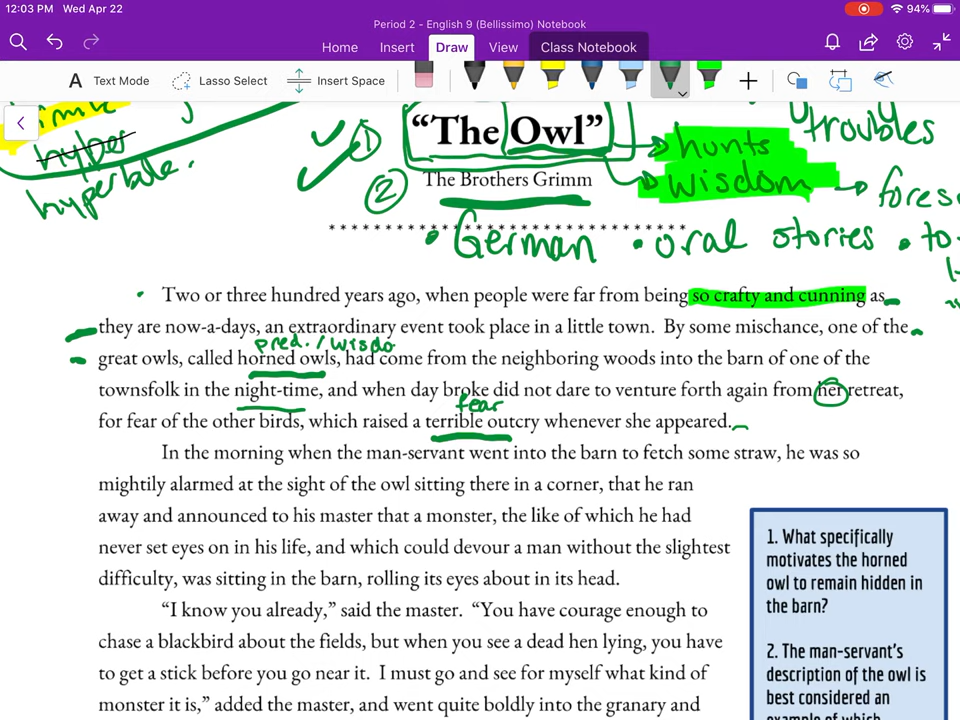 12:03 PM Wed Apr 22
94%
Period 2 - English 9 (Bellissimo) Notebook
Home Insert Draw View Class Notebook
Text Mode Lasso Select Insert Space
hyper
hyperbole.
① "The Owl"
hunts
troubles
② The Brothers Grimm
wisdom
fores
********************************
• German • oral stories • to
Two or three hundred years ago, when people were far from being so crafty and cunning as
they are now-a-days, an extraordinary event took place in a little town. By some mischance, one of the
pred. / wisdo
great owls, called horned owls, had come from the neighboring woods into the barn of one of the
townsfolk in the night-time, and when day broke did not dare to venture forth again from her retreat,
fear
for fear of the other birds, which raised a terrible outcry whenever she appeared.
In the morning when the man-servant went into the barn to fetch some straw, he was so
mightily alarmed at the sight of the owl sitting there in a corner, that he ran
away and announced to his master that a monster, the like of which he had
never set eyes on in his life, and which could devour a man without the slightest
difficulty, was sitting in the barn, rolling its eyes about in its head.
"I know you already," said the master. "You have courage enough to
chase a blackbird about the fields, but when you see a dead hen lying, you have
to get a stick before you go near it. I must go and see for myself what kind of
monster it is," added the master, and went quite boldly into the granary and
1. What specifically
motivates the horned
owl to remain hidden in
the barn?
2. The man-servant's
description of the owl is
best considered an
example of which